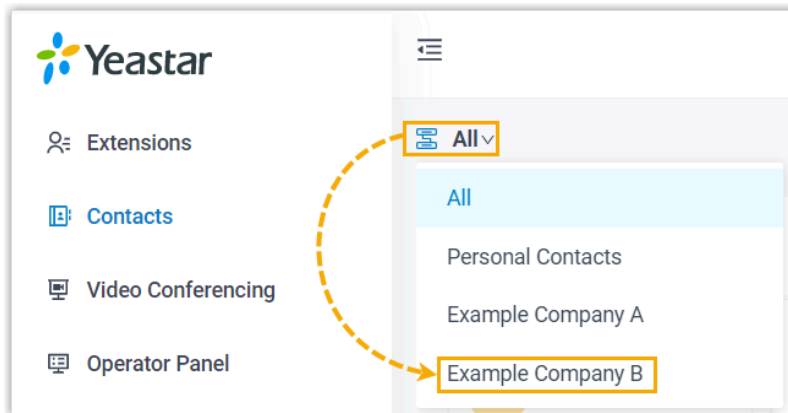 Yeastar
Extensions
Contacts
Video Conferencing
Operator Panel
All
All
Personal Contacts
Example Company A
Example Company B